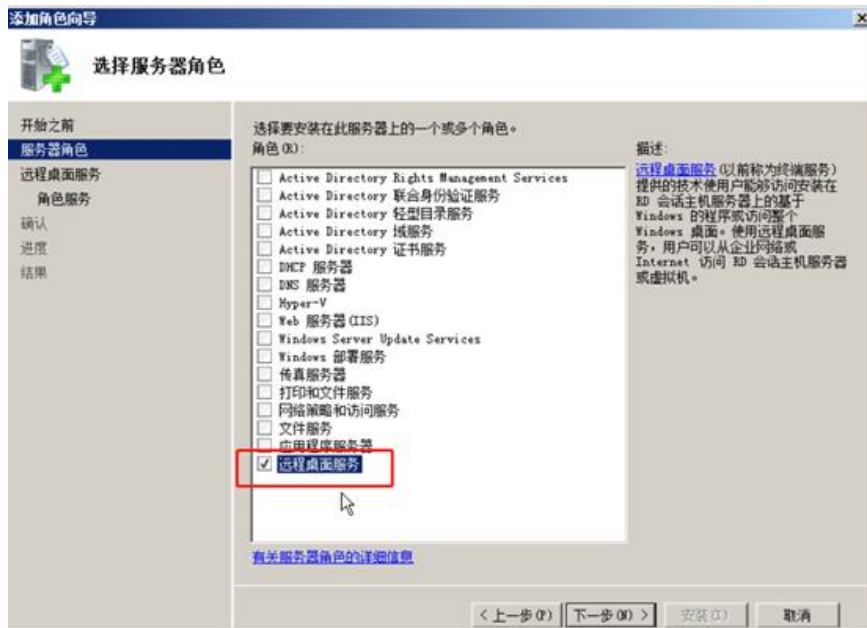 添加角色向导
选择服务器角色
开始之前
服务器角色
远程桌面服务
角色服务
确认
进度
结果
选择要安装在此服务器上的一个或多个角色。
角色(R):
Active Directory Rights Management Services
Active Directory 联合身份验证服务
Active Directory 轻型目录服务
Active Directory 域服务
Active Directory 证书服务
DHCP 服务器
DNS 服务器
Hyper-V
Web 服务器(IIS)
Windows Server Update Services
Windows 部署服务
传真服务器
打印和文件服务
网络策略和访问服务
文件服务
应用程序服务器
远程桌面服务
有关服务器角色的详细信息
描述:
远程桌面服务(以前称为终端服务)
提供的技术使用户能够访问安装在
RD 会话主机服务器上的基于
Windows 的程序或访问整个
Windows 桌面。使用远程桌面服
务,用户可以从企业网络或
Internet 访问 RD 会话主机服务器
或虚拟机。
< 上一步(P)
下一步(N) >
安装(I)
取消